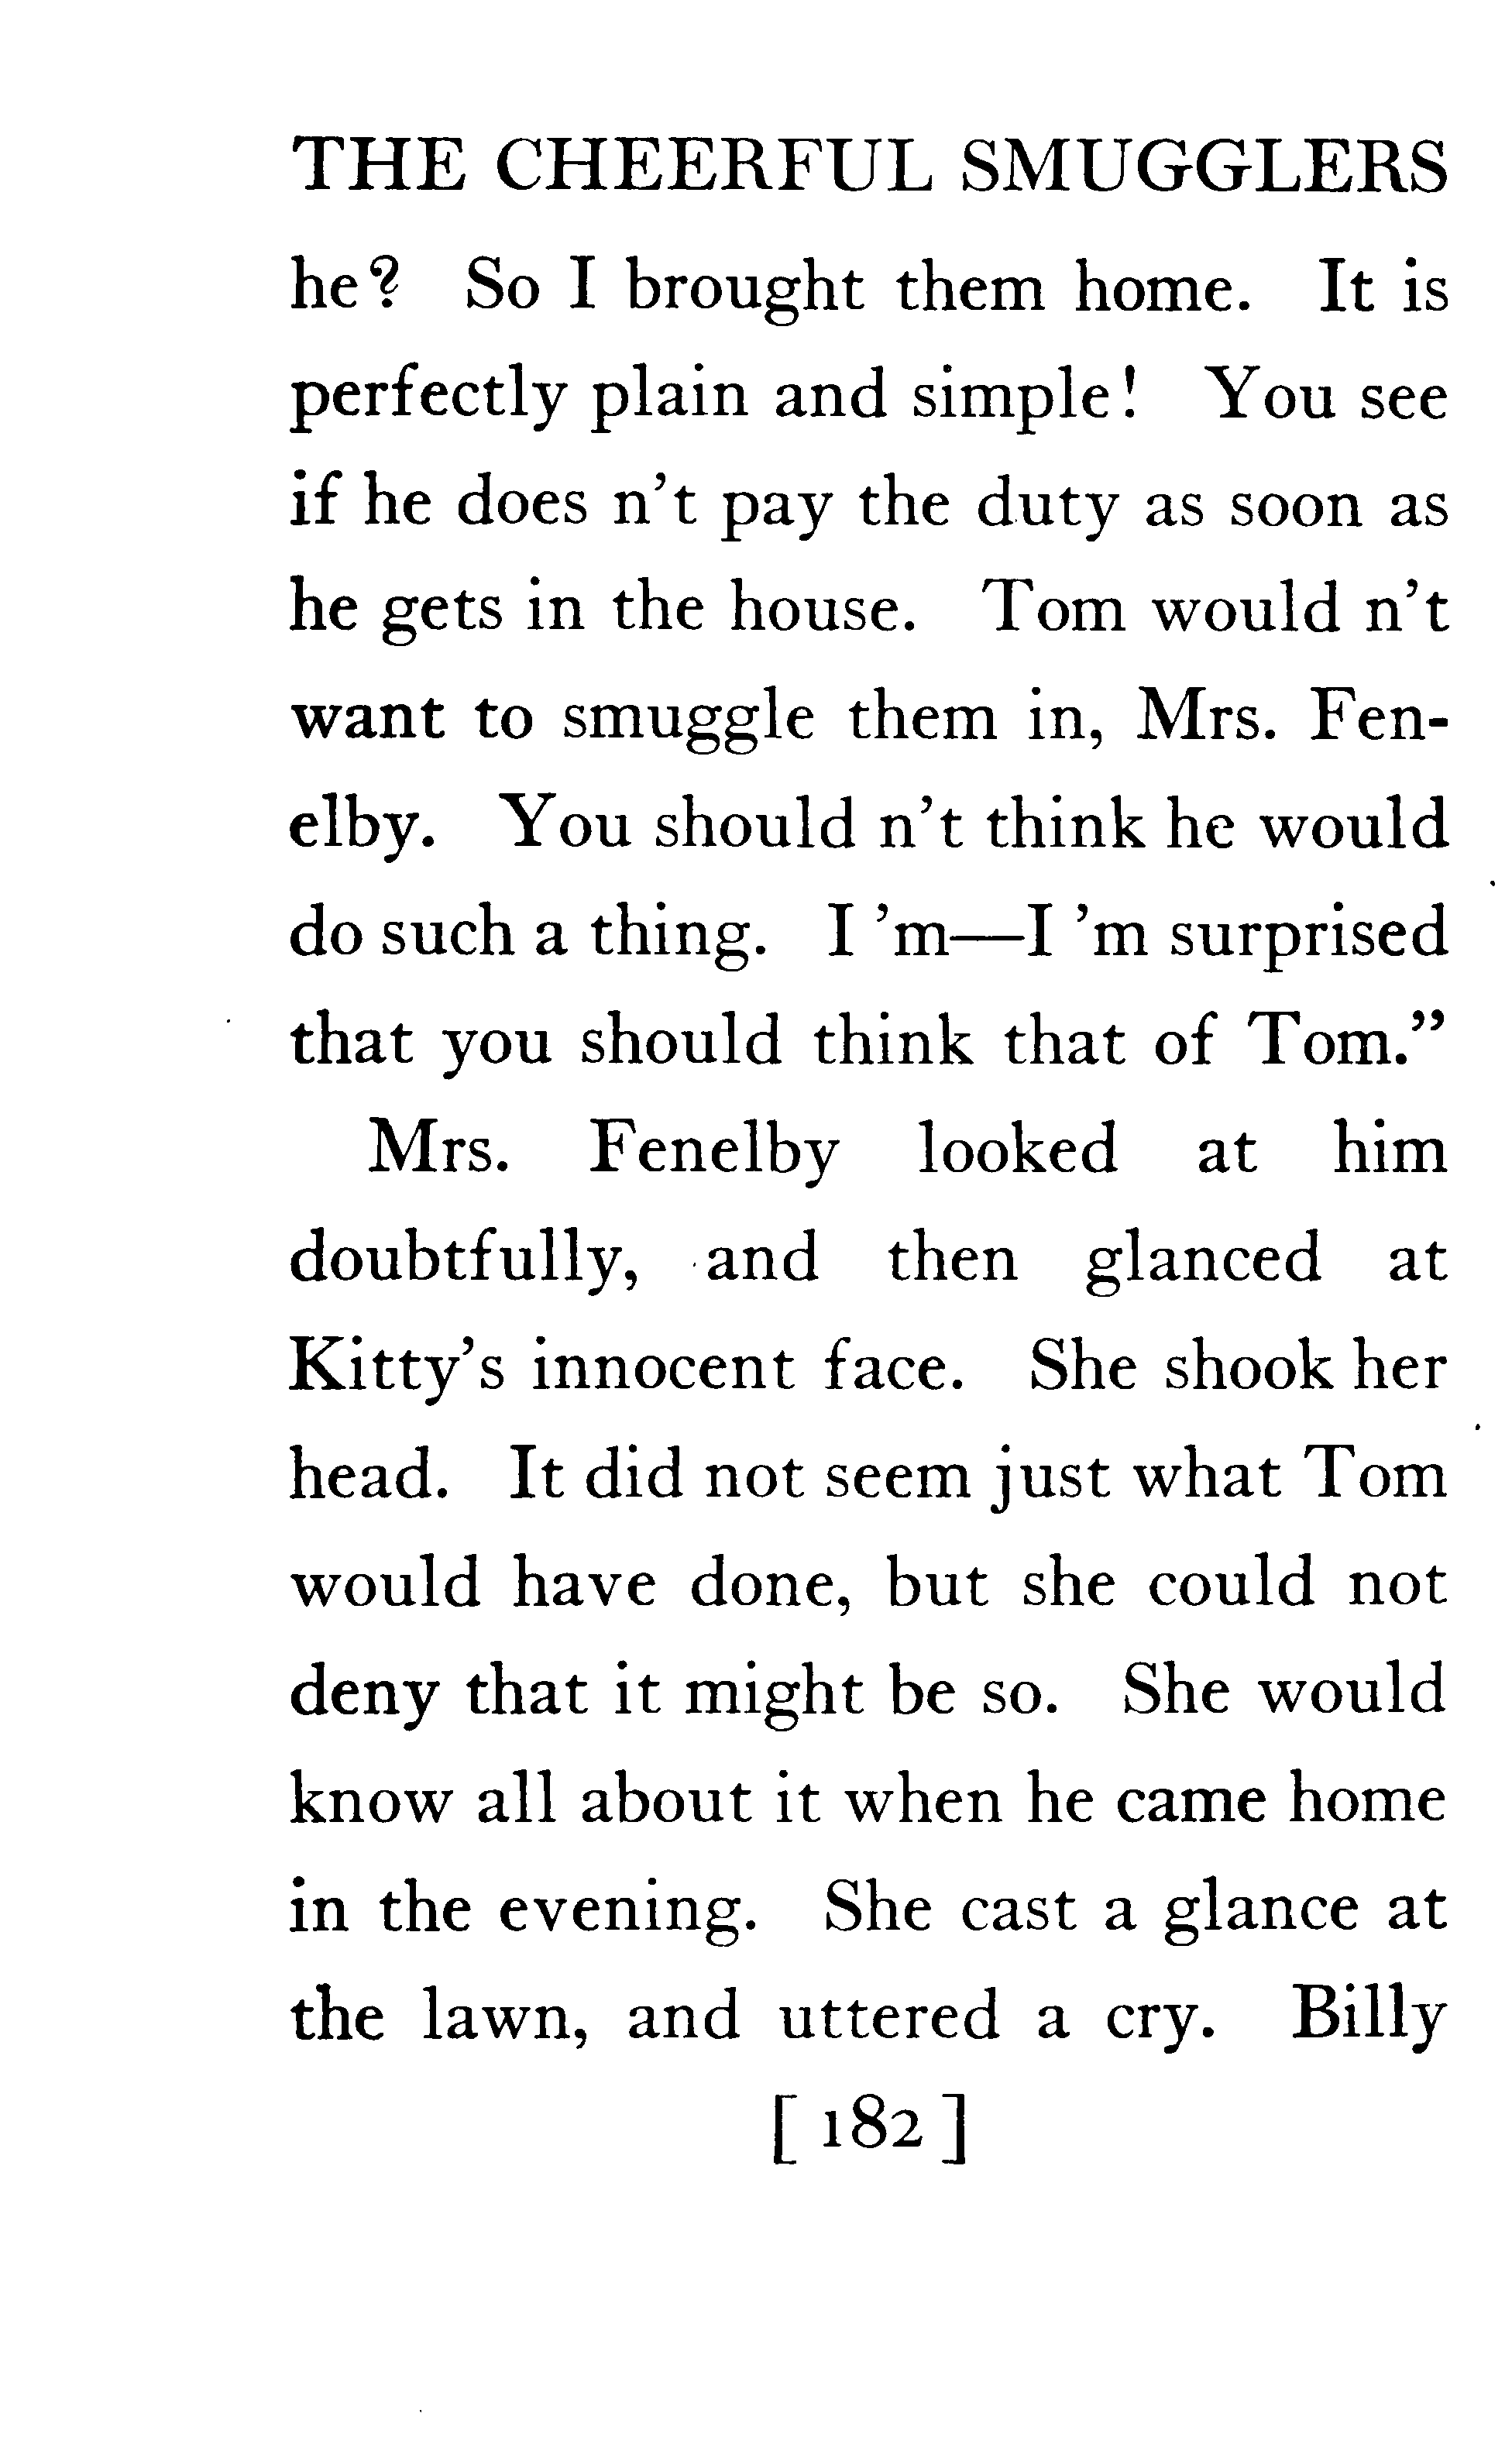 THE CHEERFUL SMUGGLERS
he? So I brought them home. It is
perfectly plain and simple! You see
if he does n't pay the duty as soon as
he gets in the house. Tom would n't
want to smuggle them in, Mrs. Fen-
elby. You should n't think he would
do such a thing. I 'm—I 'm surprised
that you should think that of Tom.”
Mrs. Fenelby looked at him
doubtfully, and then glanced at
Kitty's innocent face. She shook her
head. It did not seem just what Tom
would have done, but she could not
deny that it might be so. She would
know all about it when he came home
in the evening. She cast a glance at
the lawn, and uttered a cry. Billy
[ 182 ]